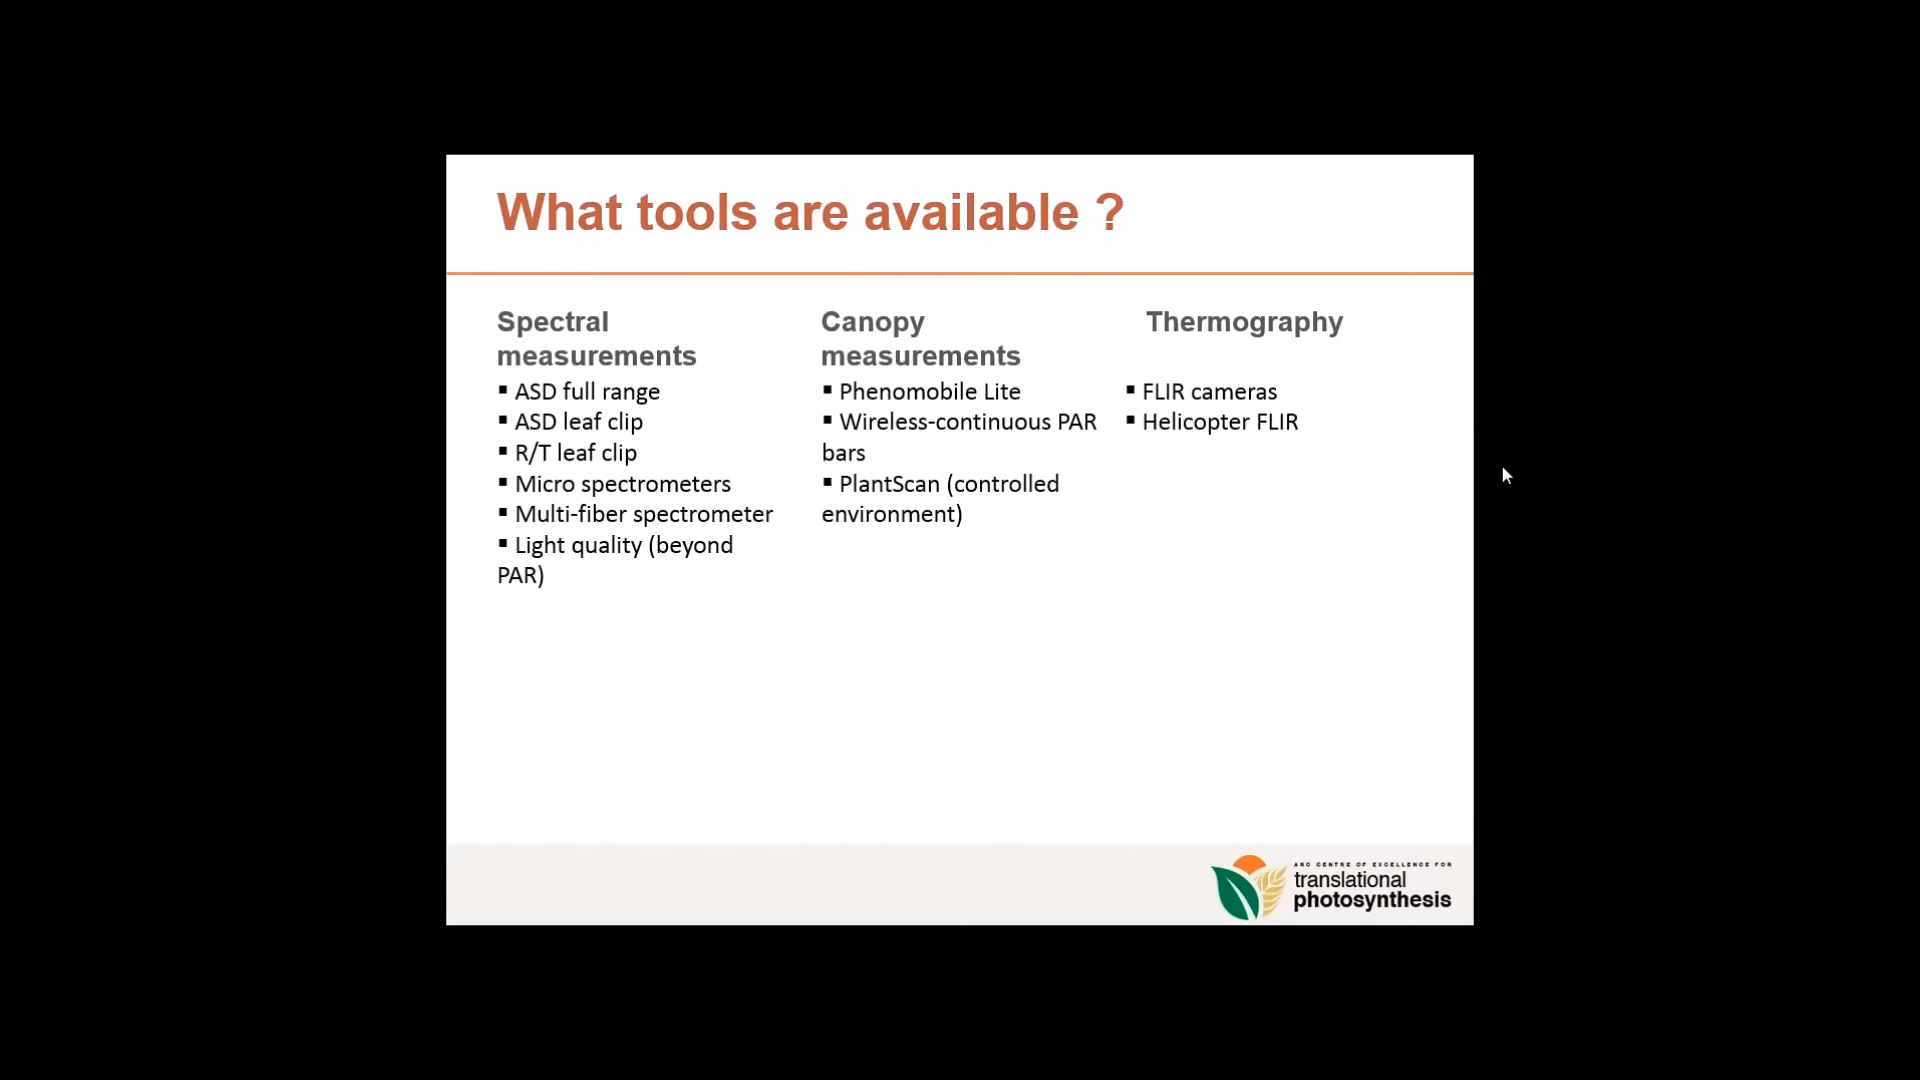 What tools are available ?
Spectral
measurements
▪ ASD full range
▪ ASD leaf clip
▪ R/T leaf clip
▪ Micro spectrometers
▪ Multi-fiber spectrometer
▪ Light quality (beyond
PAR)
Canopy
measurements
▪ Phenomobile Lite
▪ Wireless-continuous PAR
bars
▪ PlantScan (controlled
environment)
Thermography
▪ FLIR cameras
▪ Helicopter FLIR
ARC CENTRE OF EXCELLENCE FOR
translational
photosynthesis